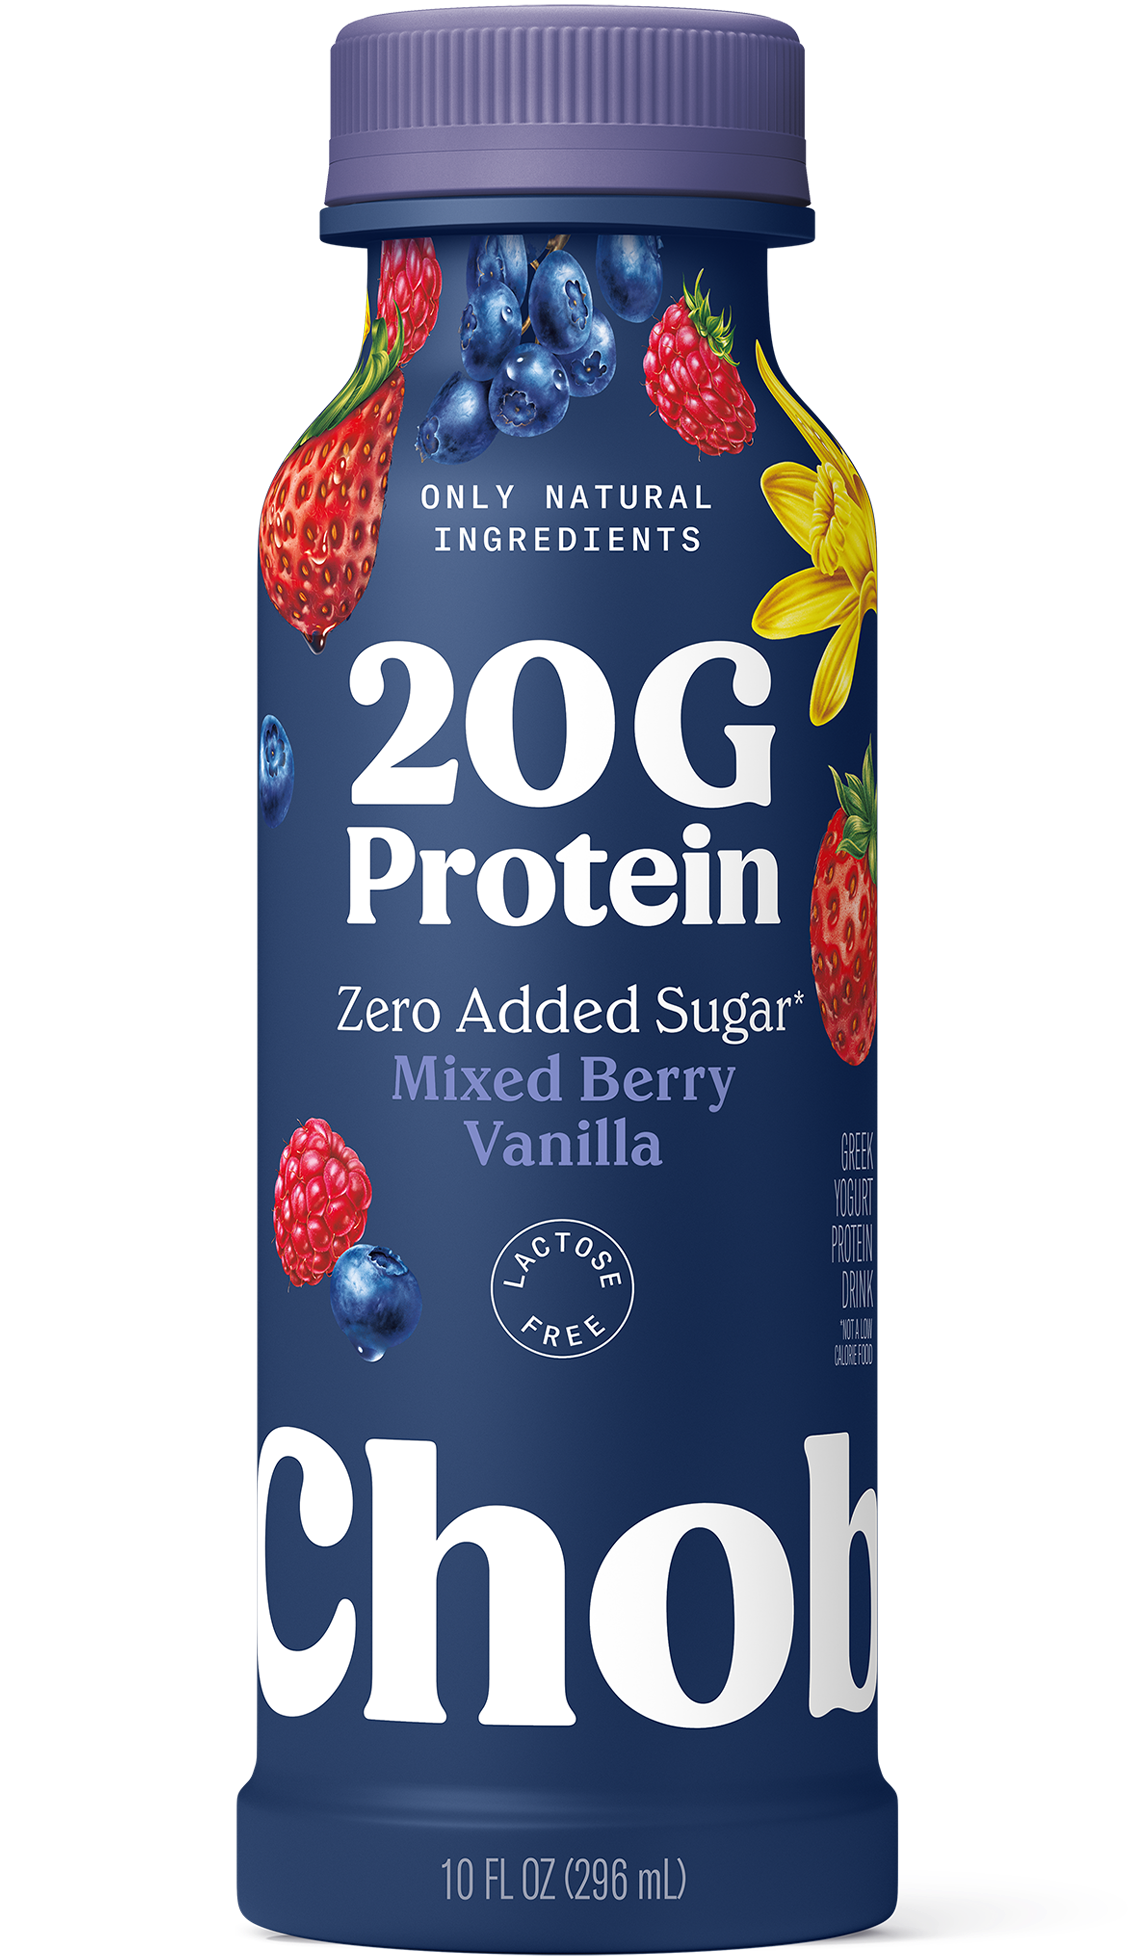 ONLY NATURAL
INGREDIENTS
20G
Protein
Zero Added Sugar*
Mixed Berry
Vanilla
LACTOSE
FREE
GREEK
YOGURT
PROTEIN
DRINK
*NOT A LOW
CALORIE FOOD
Chob
10 FL OZ (296 mL)